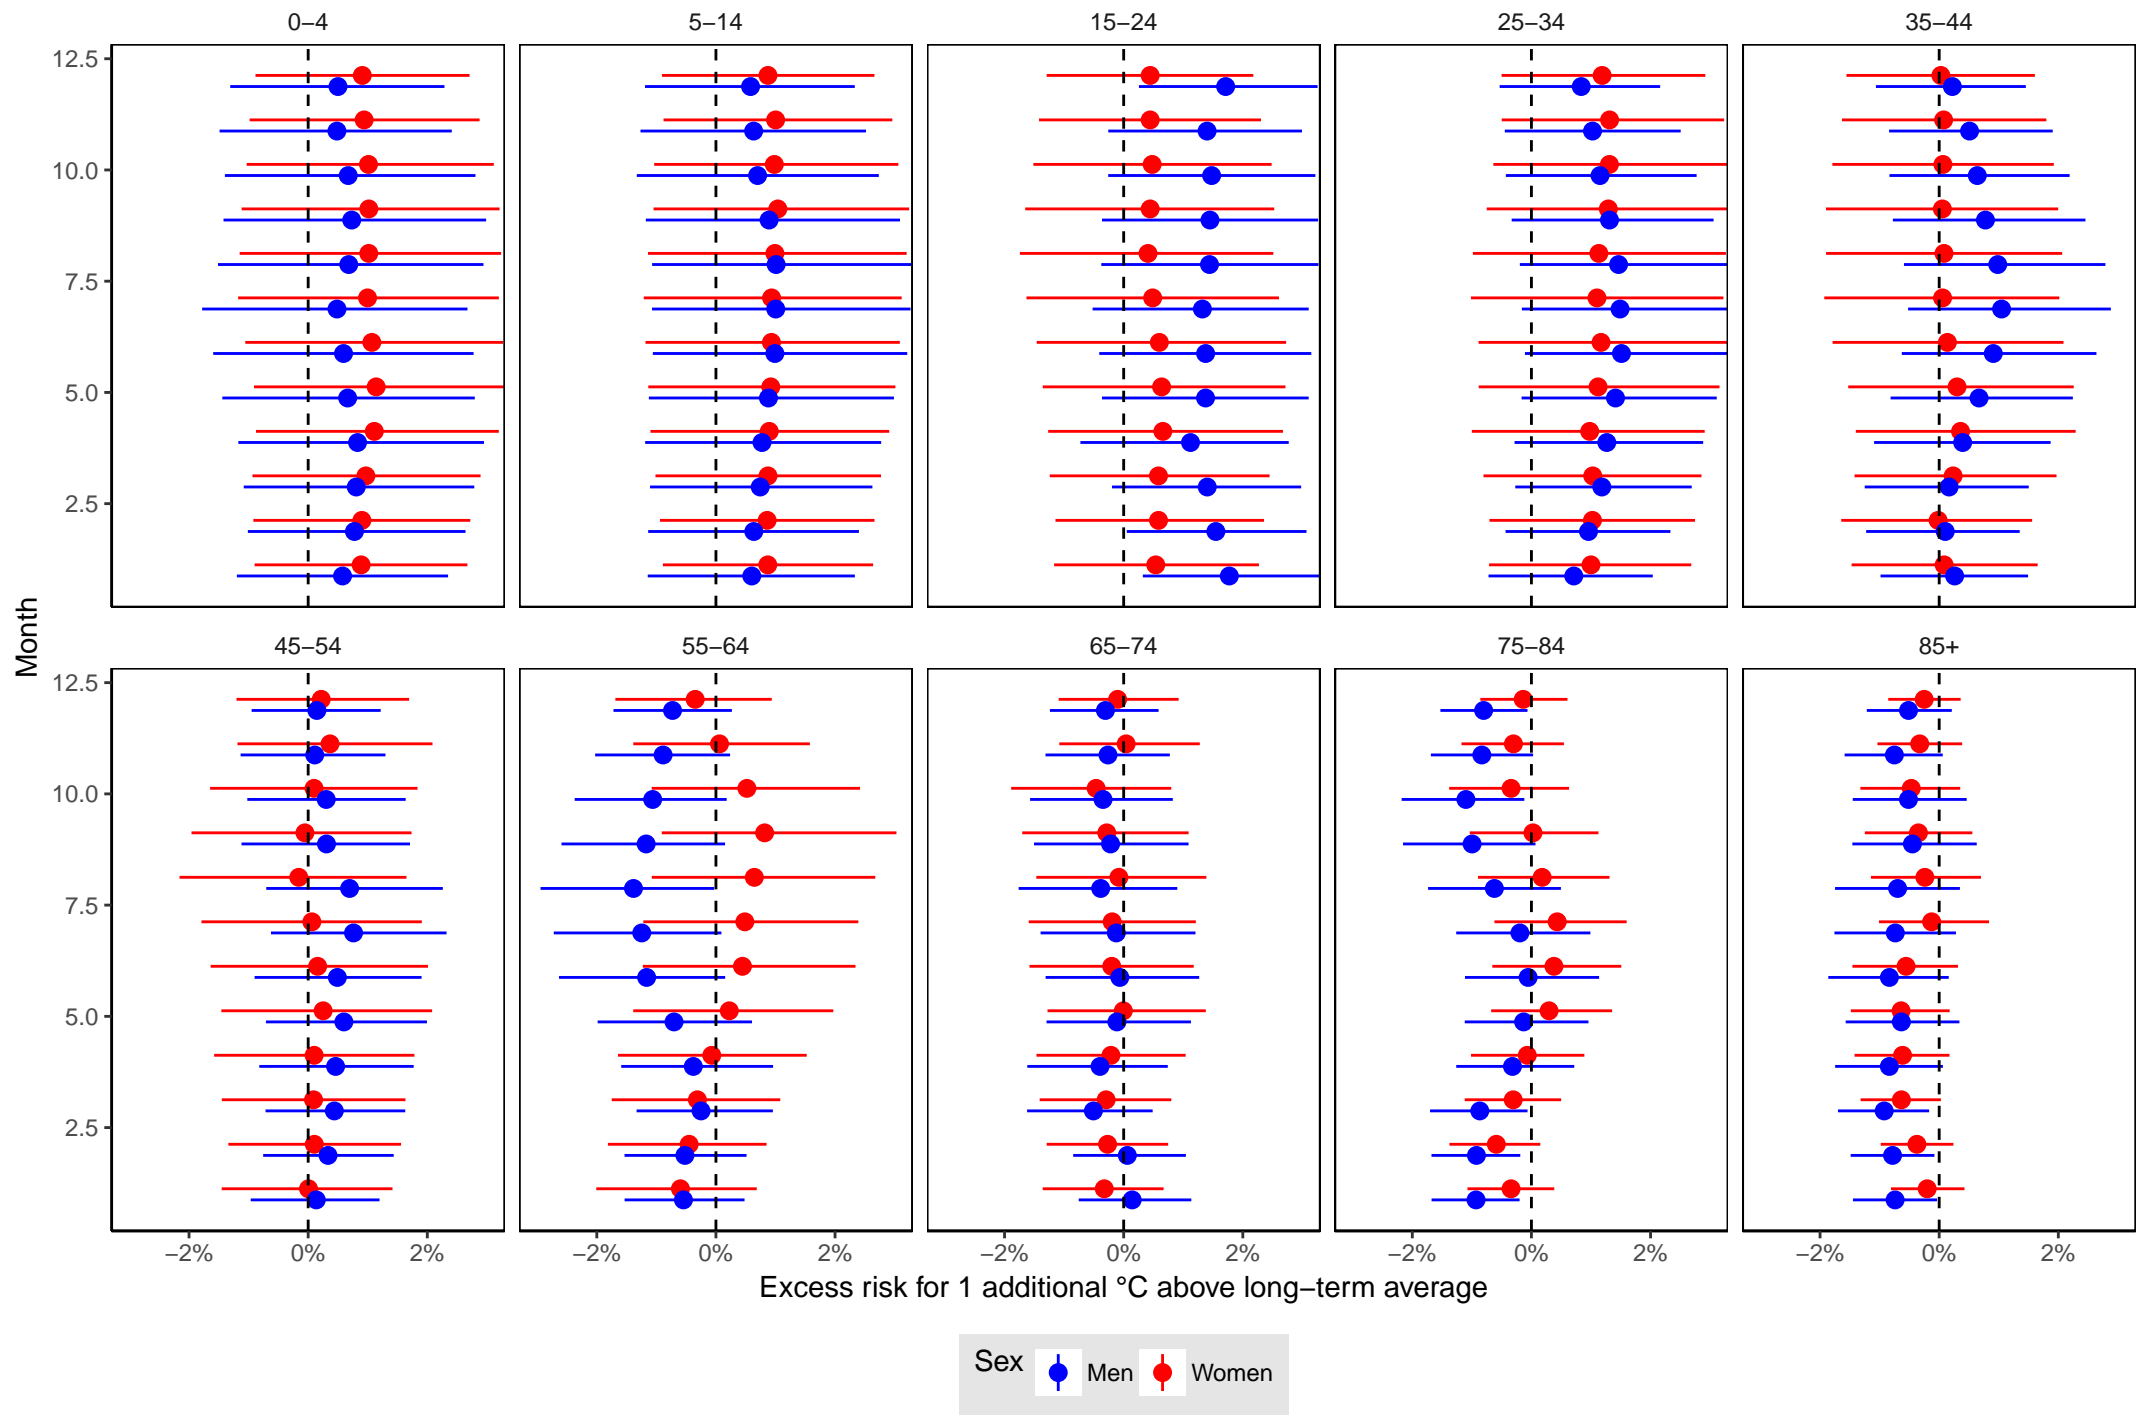 0−4 5−14 15−24 25−34 35−44
12.5
10.0
7.5
5.0
2.5
Month
45−54 55−64 65−74 75−84 85+
12.5
10.0
7.5
5.0
2.5
−2% 0% 2% −2% 0% 2% −2% 0% 2% −2% 0% 2% −2% 0% 2%
Excess risk for 1 additional °C above long−term average
Sex Men Women